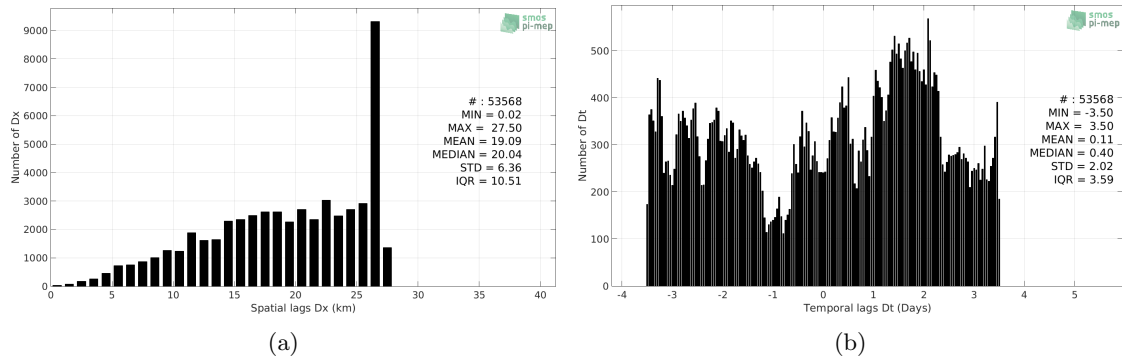 smos
pi-mep
Number of Dx
9000
8000
7000
6000
5000
4000
3000
2000
1000
0
# : 53568
MIN = 0.02
MAX = 27.50
MEAN = 19.09
MEDIAN = 20.04
STD = 6.36
IQR = 10.51
0 5 10 15 20 25 30 35 40
Spatial lags Dx (km)
(a)
smos
pi-mep
Number of Dt
500
400
300
200
100
0
# : 53568
MIN = -3.50
MAX = 3.50
MEAN = 0.11
MEDIAN = 0.40
STD = 2.02
IQR = 3.59
-4 -3 -2 -1 0 1 2 3 4 5
Temporal lags Dt (Days)
(b)